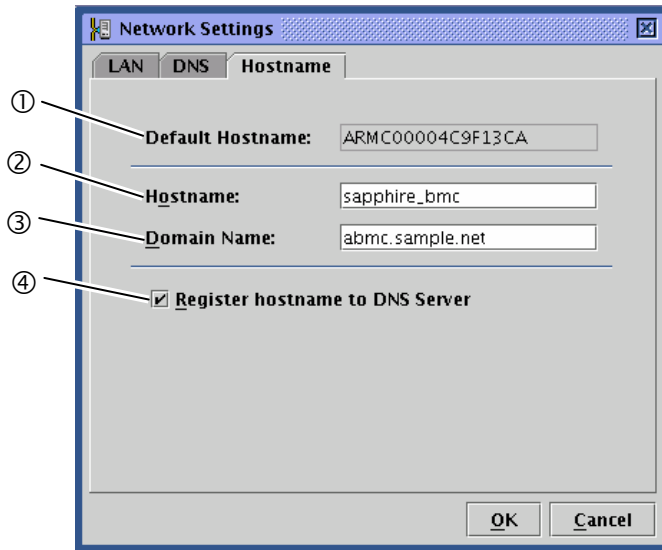 Network Settings
LAN DNS Hostname
① Default Hostname: ARMC00004C9F13CA
② Hostname: sapphire_bmc
③ Domain Name: abmc.sample.net
④ Register hostname to DNS Server
OK Cancel